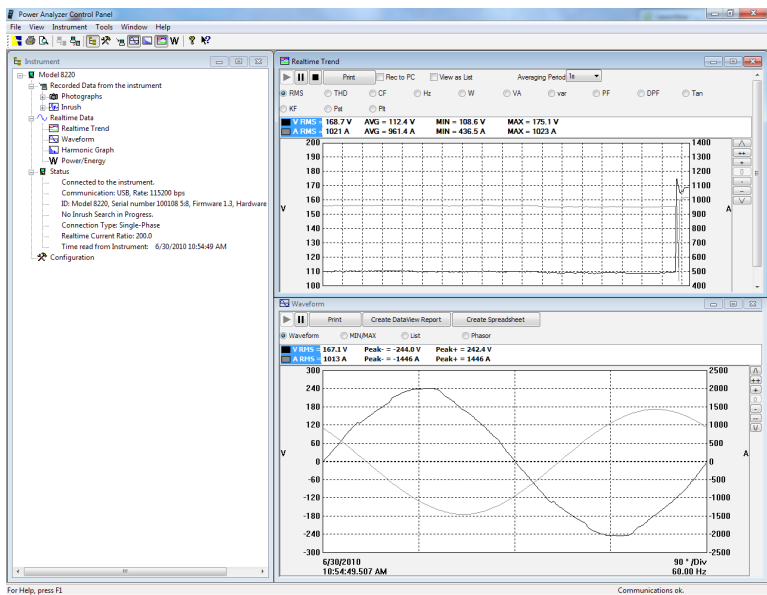 Power Analyzer Control Panel
File View Instrument Tools Window Help
Instrument
Model 8220
Recorded Data from the instrument
Photographs
Inrush
Realtime Data
Realtime Trend
Waveform
Harmonic Graph
W Power/Energy
Status
Connected to the instrument.
Communication: USB, Rate: 115200 bps
ID: Model 8220, Serial number 100108 5:8, Firmware 1.3, Hardware
No Inrush Search in Progress.
Connection Type: Single-Phase
Realtime Current Ratio: 200.0
Time read from Instrument: 6/30/2010 10:54:49 AM
Configuration
Realtime Trend
Print Rec to PC View as List Averaging Period 1s
RMS THD CF Hz W VA var PF DPF Tan
KF Pst Plt
V RMS = 168.7 V AVG = 112.4 V MIN = 108.6 V MAX = 175.1 V
A RMS = 1021 A AVG = 961.4 A MIN = 436.5 A MAX = 1023 A
200 1400
190 1300
180 1200
170 1100
160 1000
V 150 900 A
140 800
130 700
120 600
110 500
100 400
Waveform
Print Create DataView Report Create Spreadsheet
Waveform MIN/MAX List Phasor
V RMS = 167.1 V Peak- = -244.0 V Peak+ = 242.4 V
A RMS = 1013 A Peak- = -1446 A Peak+ = 1446 A
300 2500
240 2000
180 1500
120 1000
60 500
V A
0 0
-60 -500
-120 -1000
-180 -1500
-240 -2000
-300 -2500
6/30/2010 90 °/Div
10:54:49.507 AM 60.00 Hz
For Help, press F1 Communications ok.